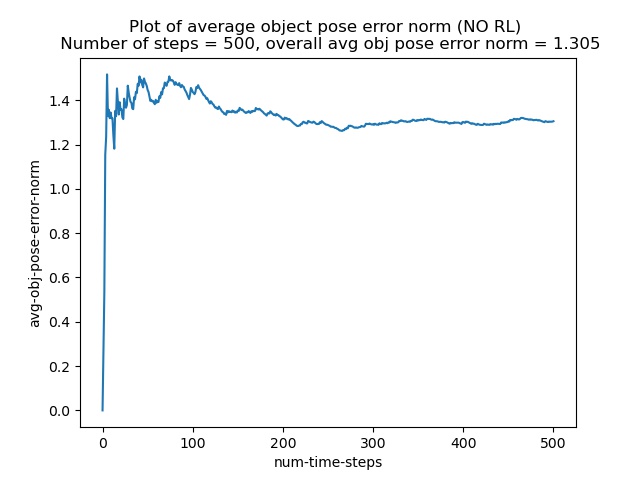 Plot of average object pose error norm (NO RL)
Number of steps = 500, overall avg obj pose error norm = 1.305
1.4
1.2
1.0
0.8
0.6
0.4
0.2
0.0
avg-obj-pose-error-norm
0 100 200 300 400 500
num-time-steps